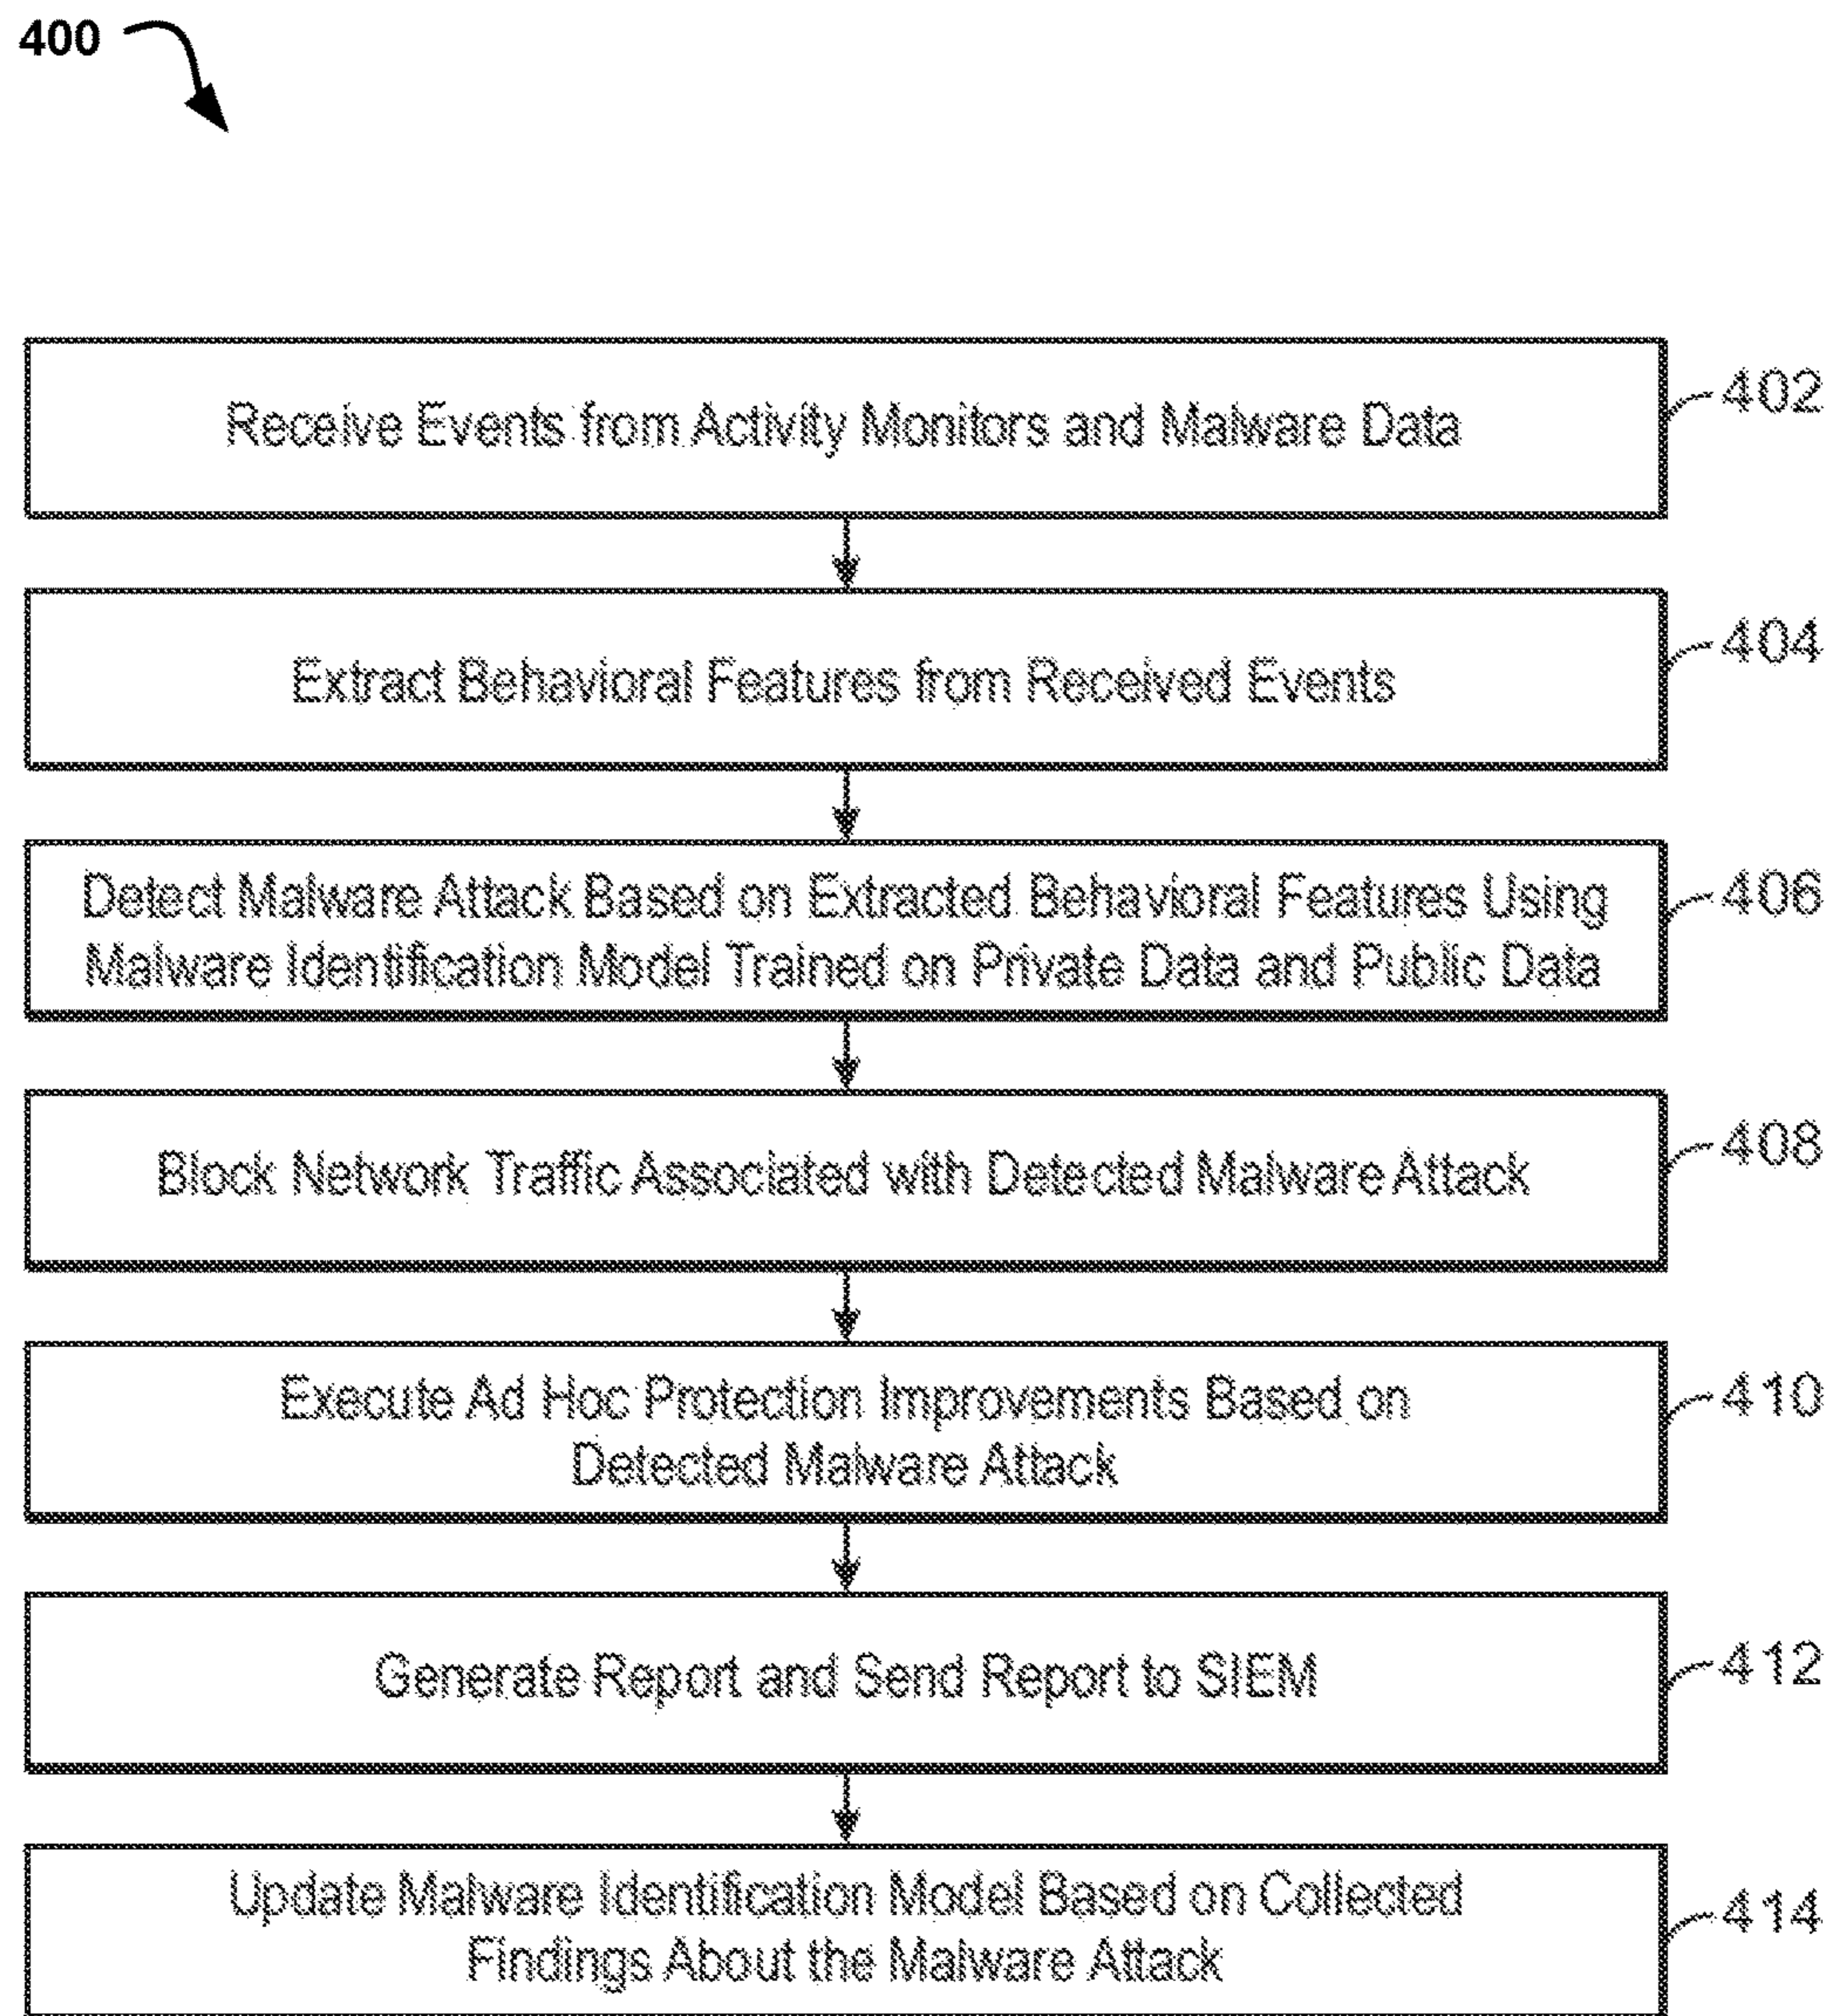 400
Receive Events from Activity Monitors and Malware Data
402
Extract Behavioral Features from Received Events
404
Detect Malware Attack Based on Extracted Behavioral Features Using
Malware Identification Model Trained on Private Data and Public Data
406
Block Network Traffic Associated with Detected Malware Attack
408
Execute Ad Hoc Protection Improvements Based on
Detected Malware Attack
410
Generate Report and Send Report to SIEM
412
Update Malware Identification Model Based on Collected
Findings About the Malware Attack
414